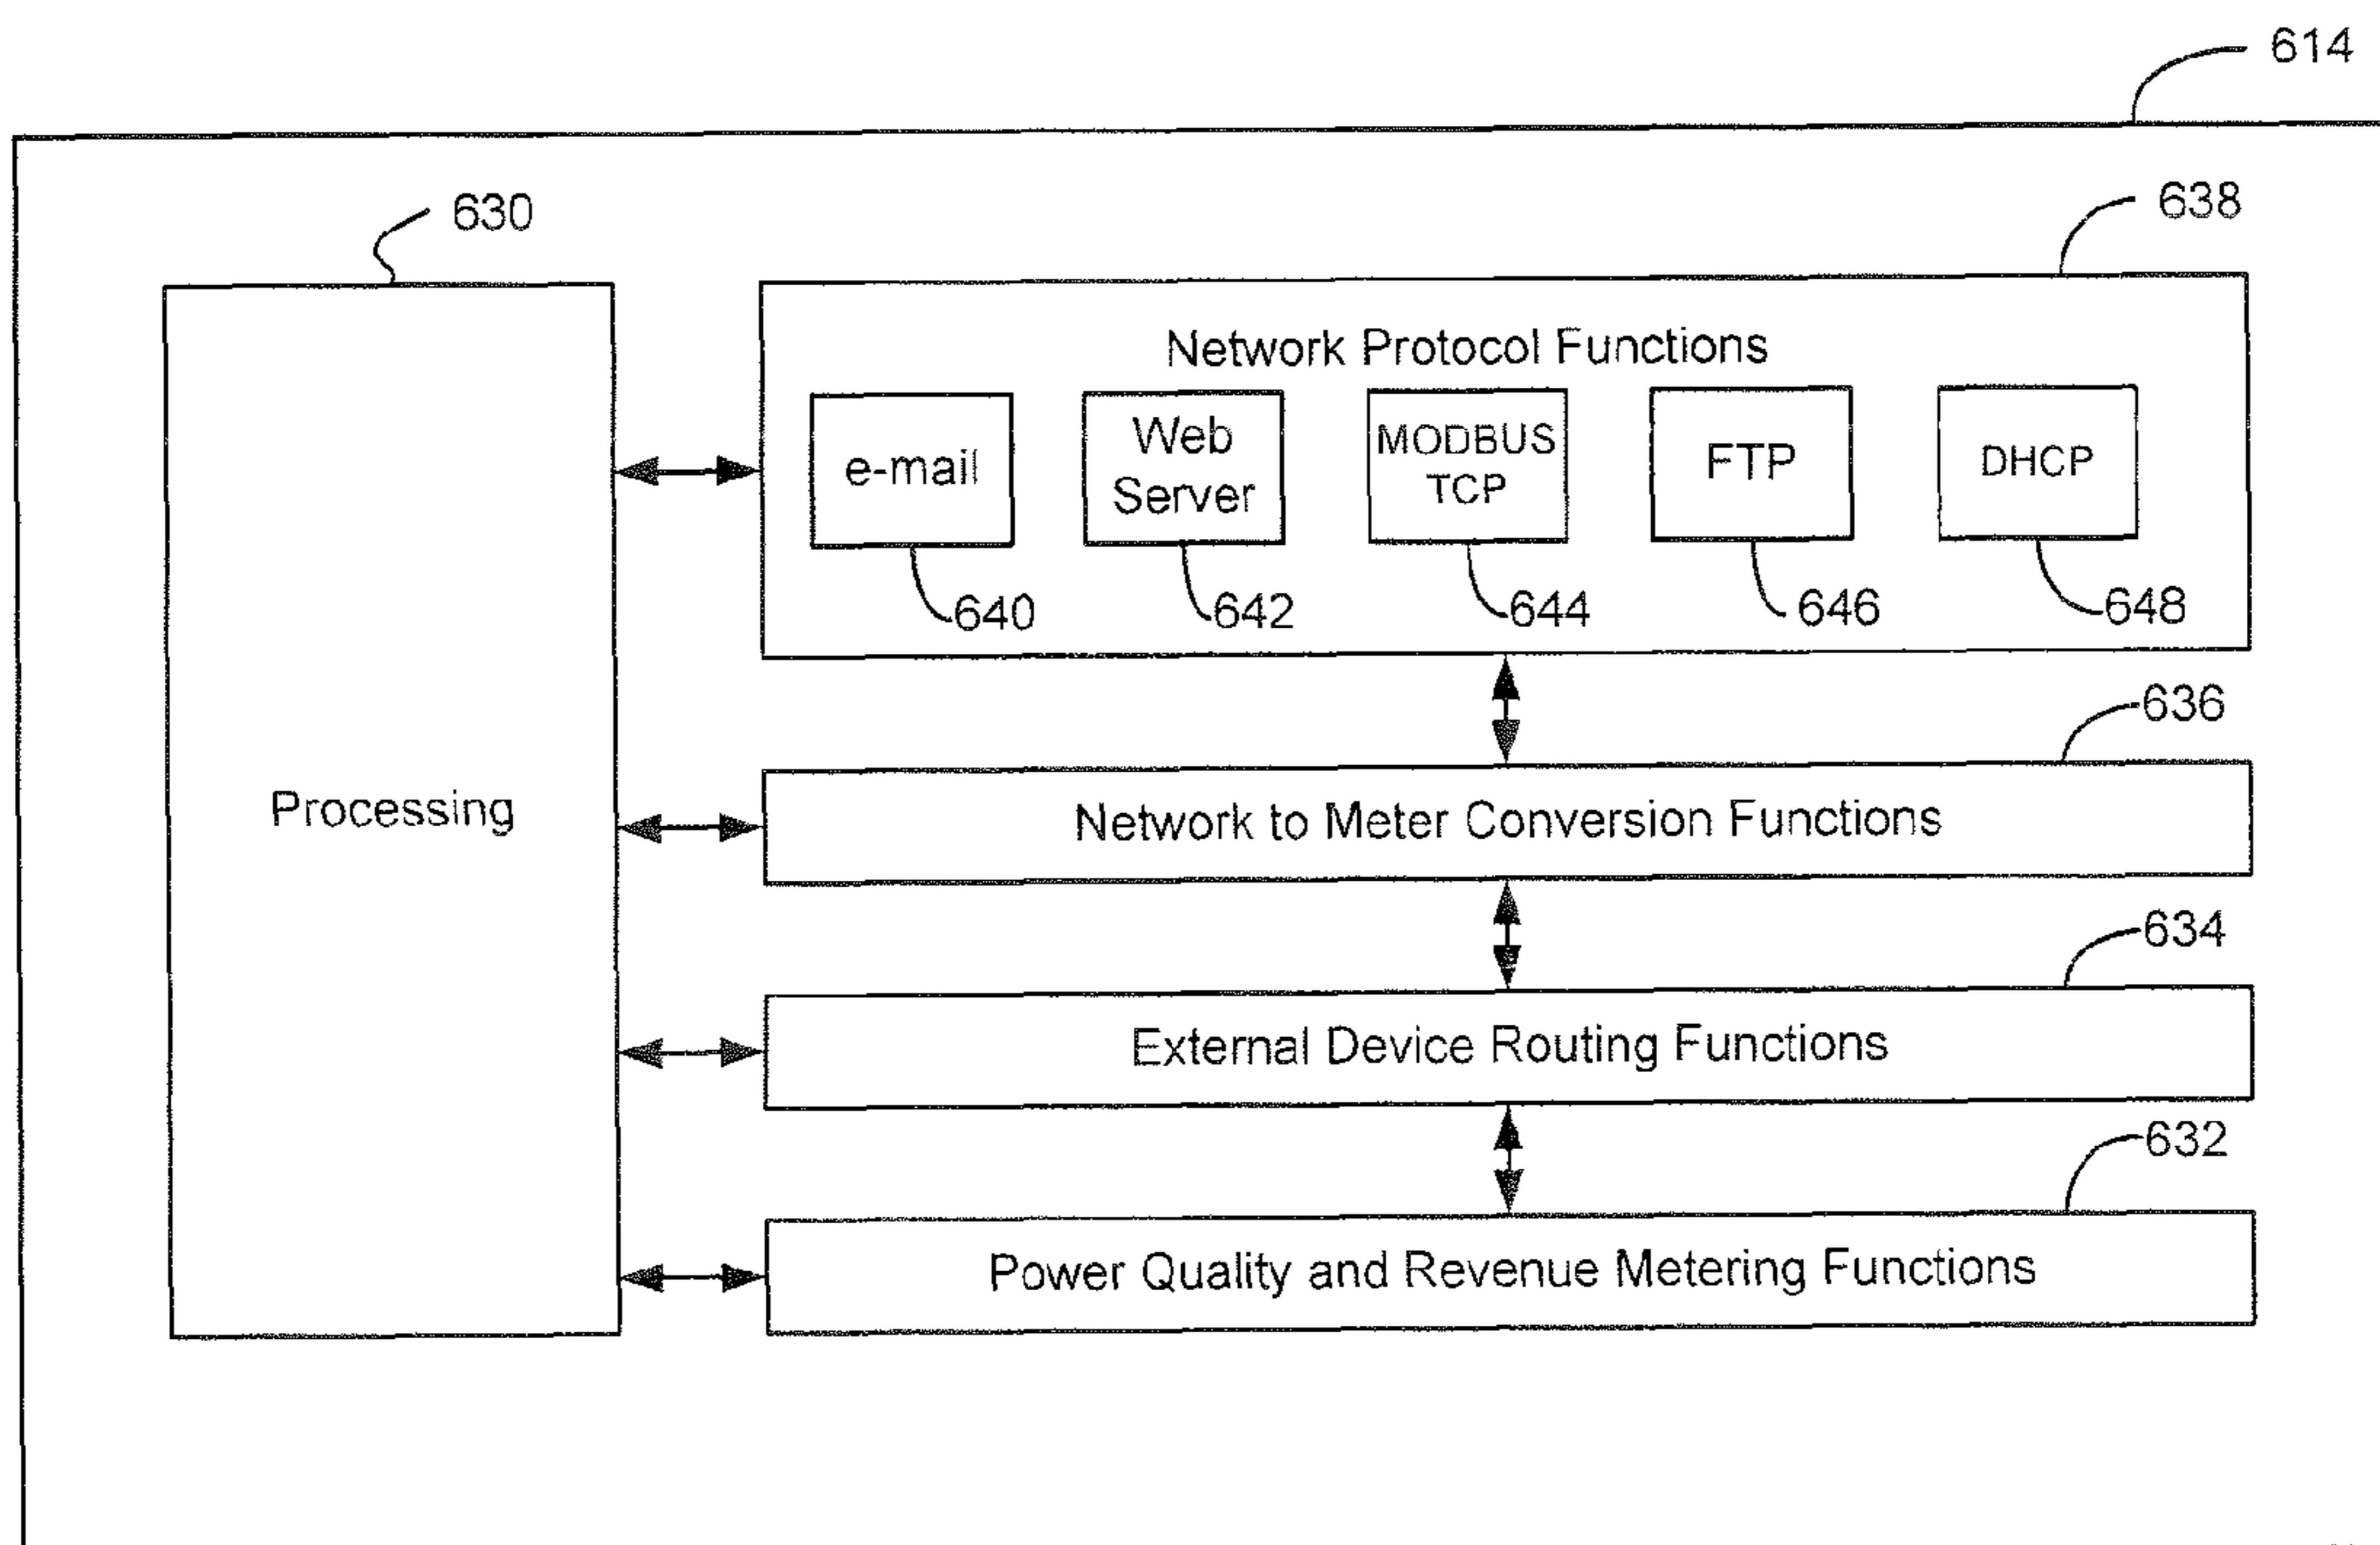 614
630
638
Network Protocol Functions
e-mail
Web
Server
MODBUS
TCP
FTP
DHCP
640
642
644
646
648
636
Processing
Network to Meter Conversion Functions
634
External Device Routing Functions
632
Power Quality and Revenue Metering Functions